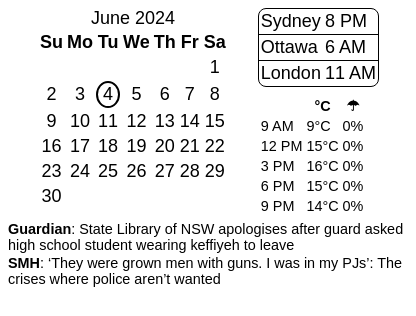 June 2024
Su Mo Tu We Th Fr Sa
1
2 3 4 5 6 7 8
9 10 11 12 13 14 15
16 17 18 19 20 21 22
23 24 25 26 27 28 29
30
Sydney 8 PM
Ottawa 6 AM
London 11 AM
°C ☂
9 AM 9°C 0%
12 PM 15°C 0%
3 PM 16°C 0%
6 PM 15°C 0%
9 PM 14°C 0%
Guardian: State Library of NSW apologises after guard asked
high school student wearing keffiyeh to leave
SMH: ‘They were grown men with guns. I was in my PJs’: The
crises where police aren’t wanted